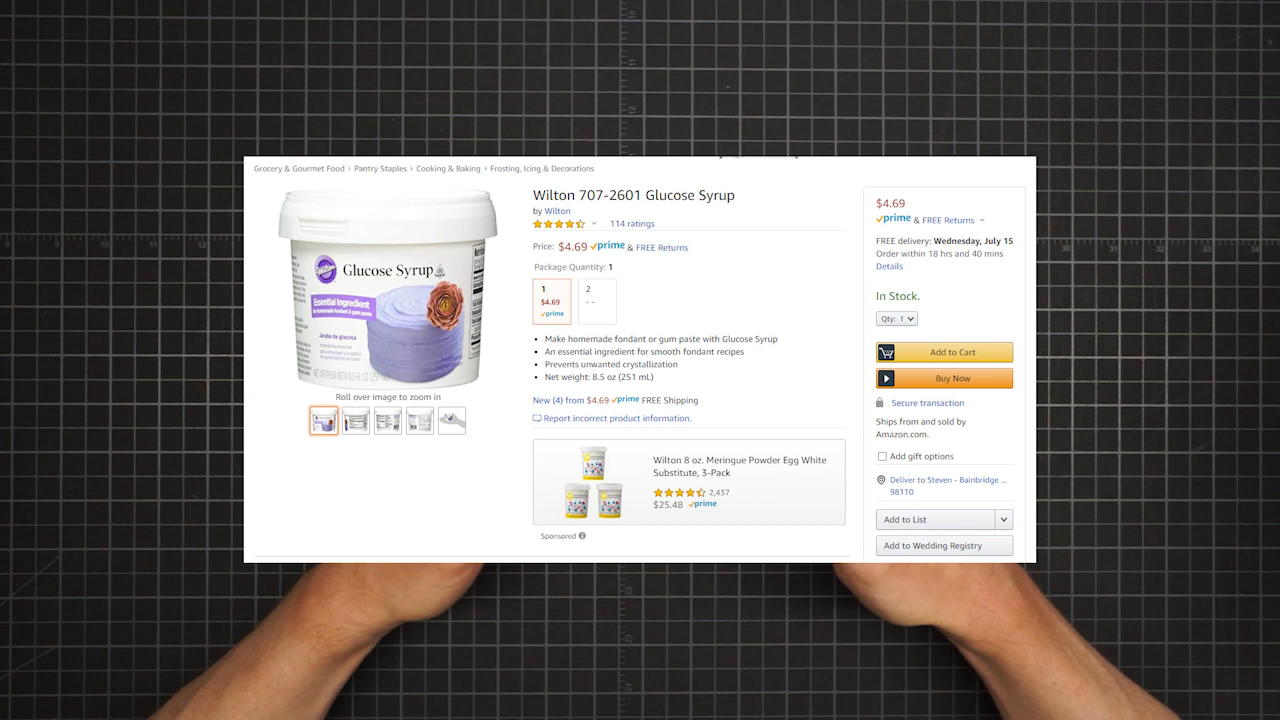 Grocery & Gourmet Food › Pantry Staples › Cooking & Baking › Frosting, Icing & Decorations
WILTON
Glucose Syrup
Essential Ingredient
for homemade fondant & gum paste
Jarabe de glucosa
Roll over image to zoom in
Wilton 707-2601 Glucose Syrup
by Wilton
114 ratings
Price: $4.69 prime & FREE Returns
Package Quantity: 1
1
$4.69
prime
2
- -
• Make homemade fondant or gum paste with Glucose Syrup
• An essential ingredient for smooth fondant recipes
• Prevents unwanted crystallization
• Net weight: 8.5 oz (251 mL)
New (4) from $4.69 prime FREE Shipping
Report incorrect product information.
Wilton 8 oz. Meringue Powder Egg White
Substitute, 3-Pack
2,437
$25.48 prime
Sponsored
$4.69
prime & FREE Returns
FREE delivery: Wednesday, July 15
Order within 18 hrs and 40 mins
Details
In Stock.
Qty: 1
Add to Cart
Buy Now
Secure transaction
Ships from and sold by
Amazon.com.
Add gift options
Deliver to Steven - Bainbridge ...
98110
Add to List
Add to Wedding Registry